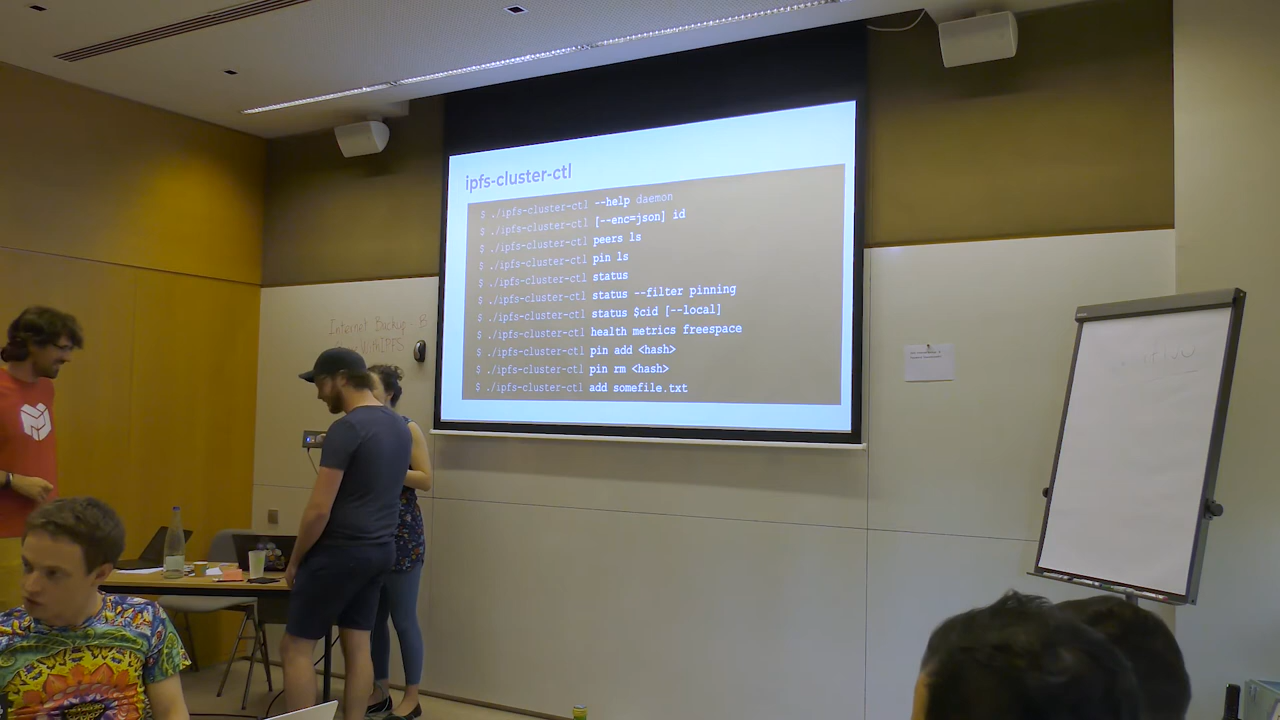 ipfs-cluster-ctl
$ ./ipfs-cluster-ctl --help daemon
$ ./ipfs-cluster-ctl [--enc=json] id
$ ./ipfs-cluster-ctl peers ls
$ ./ipfs-cluster-ctl pin ls
$ ./ipfs-cluster-ctl status
$ ./ipfs-cluster-ctl status --filter pinning
$ ./ipfs-cluster-ctl status $cid [--local]
$ ./ipfs-cluster-ctl health metrics freespace
$ ./ipfs-cluster-ctl pin add <hash>
$ ./ipfs-cluster-ctl pin rm <hash>
$ ./ipfs-cluster-ctl add somefile.txt
Internet Backup - B
WithIPFS